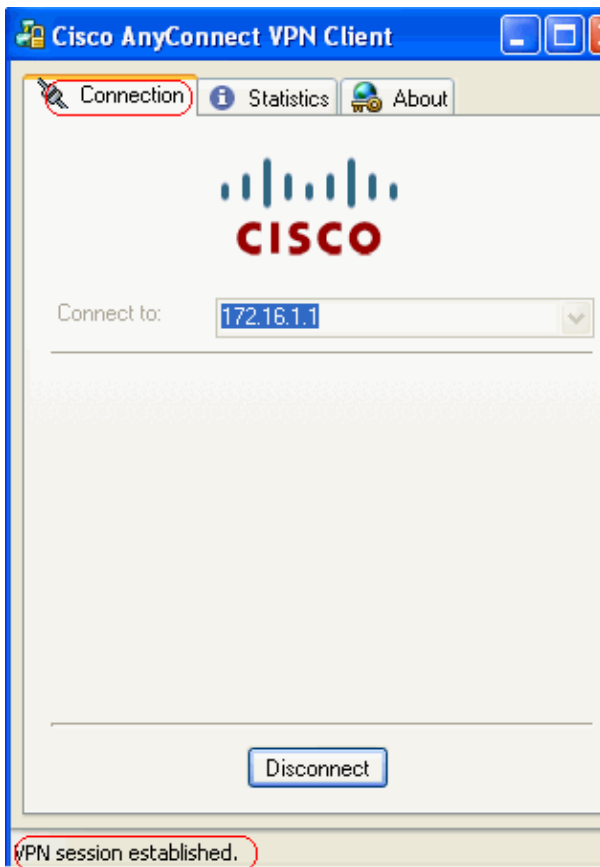 Cisco AnyConnect VPN Client
Connection Statistics About
CISCO
Connect to: 172.16.1.1
Disconnect
VPN session established.